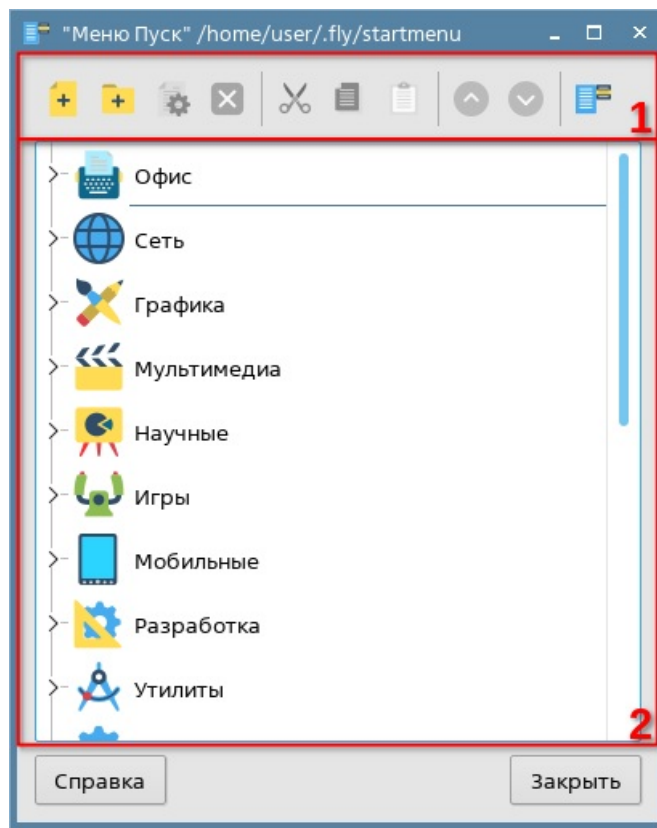 "Меню Пуск" /home/user/.fly/startmenu
1
Офис
Сеть
Графика
Мультимедиа
Научные
Игры
Мобильные
Разработка
Утилиты
2
Справка
Закрыть